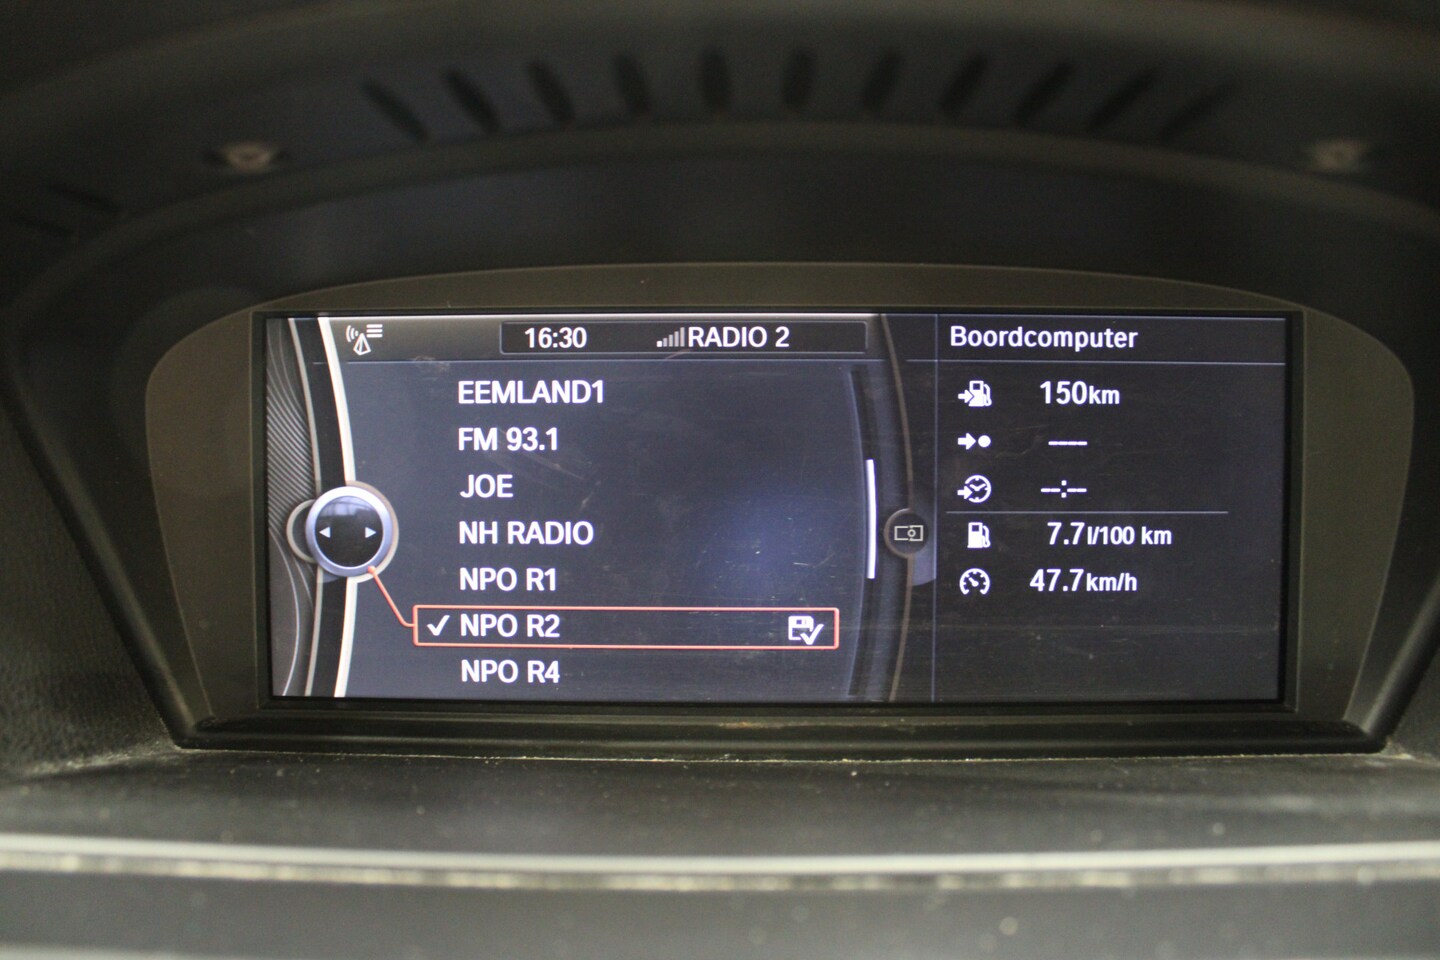 16:30 RADIO 2
EEMLAND1
FM 93.1
JOE
NH RADIO
NPO R1
NPO R2
NPO R4
Boordcomputer
150km
----
--:--
7.7l/100 km
47.7km/h